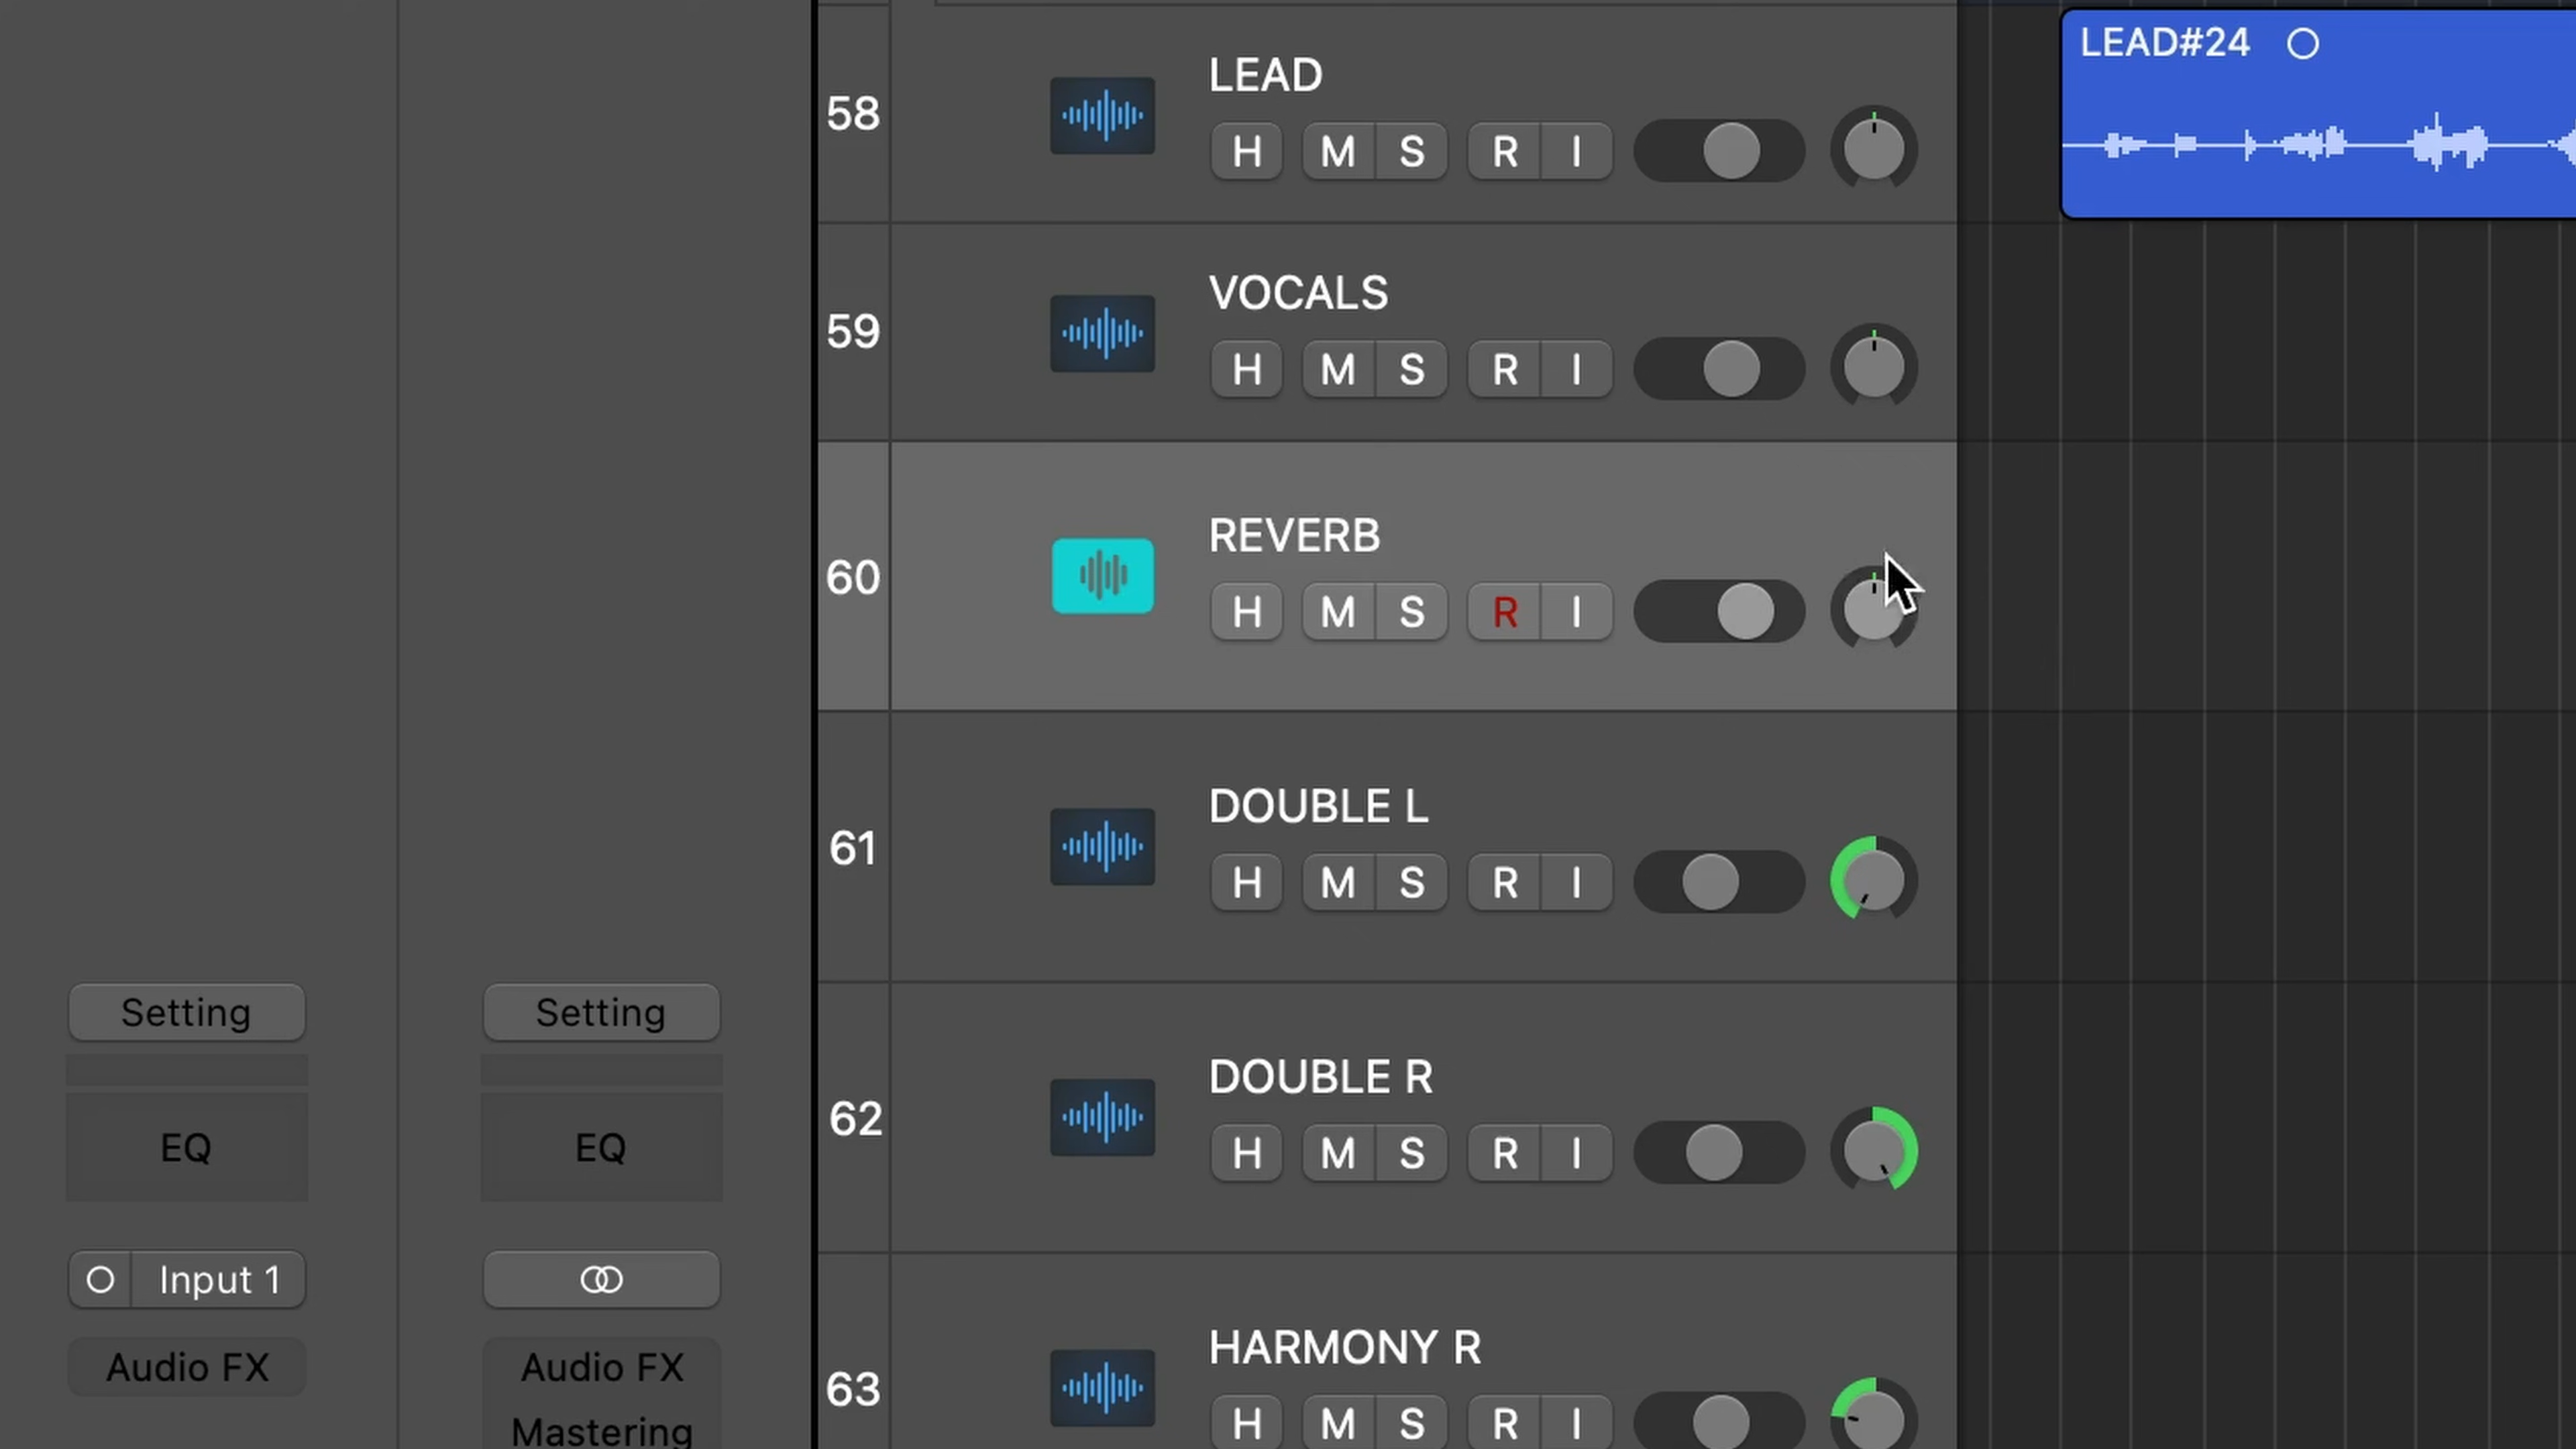 LEAD#24
58
LEAD
H M S R I
59
VOCALS
H M S R I
60
REVERB
H M S R I
61
DOUBLE L
H M S R I
62
DOUBLE R
H M S R I
63
HARMONY R
H M S R I
Setting
EQ
Input 1
Audio FX
Setting
EQ
Audio FX
Mastering